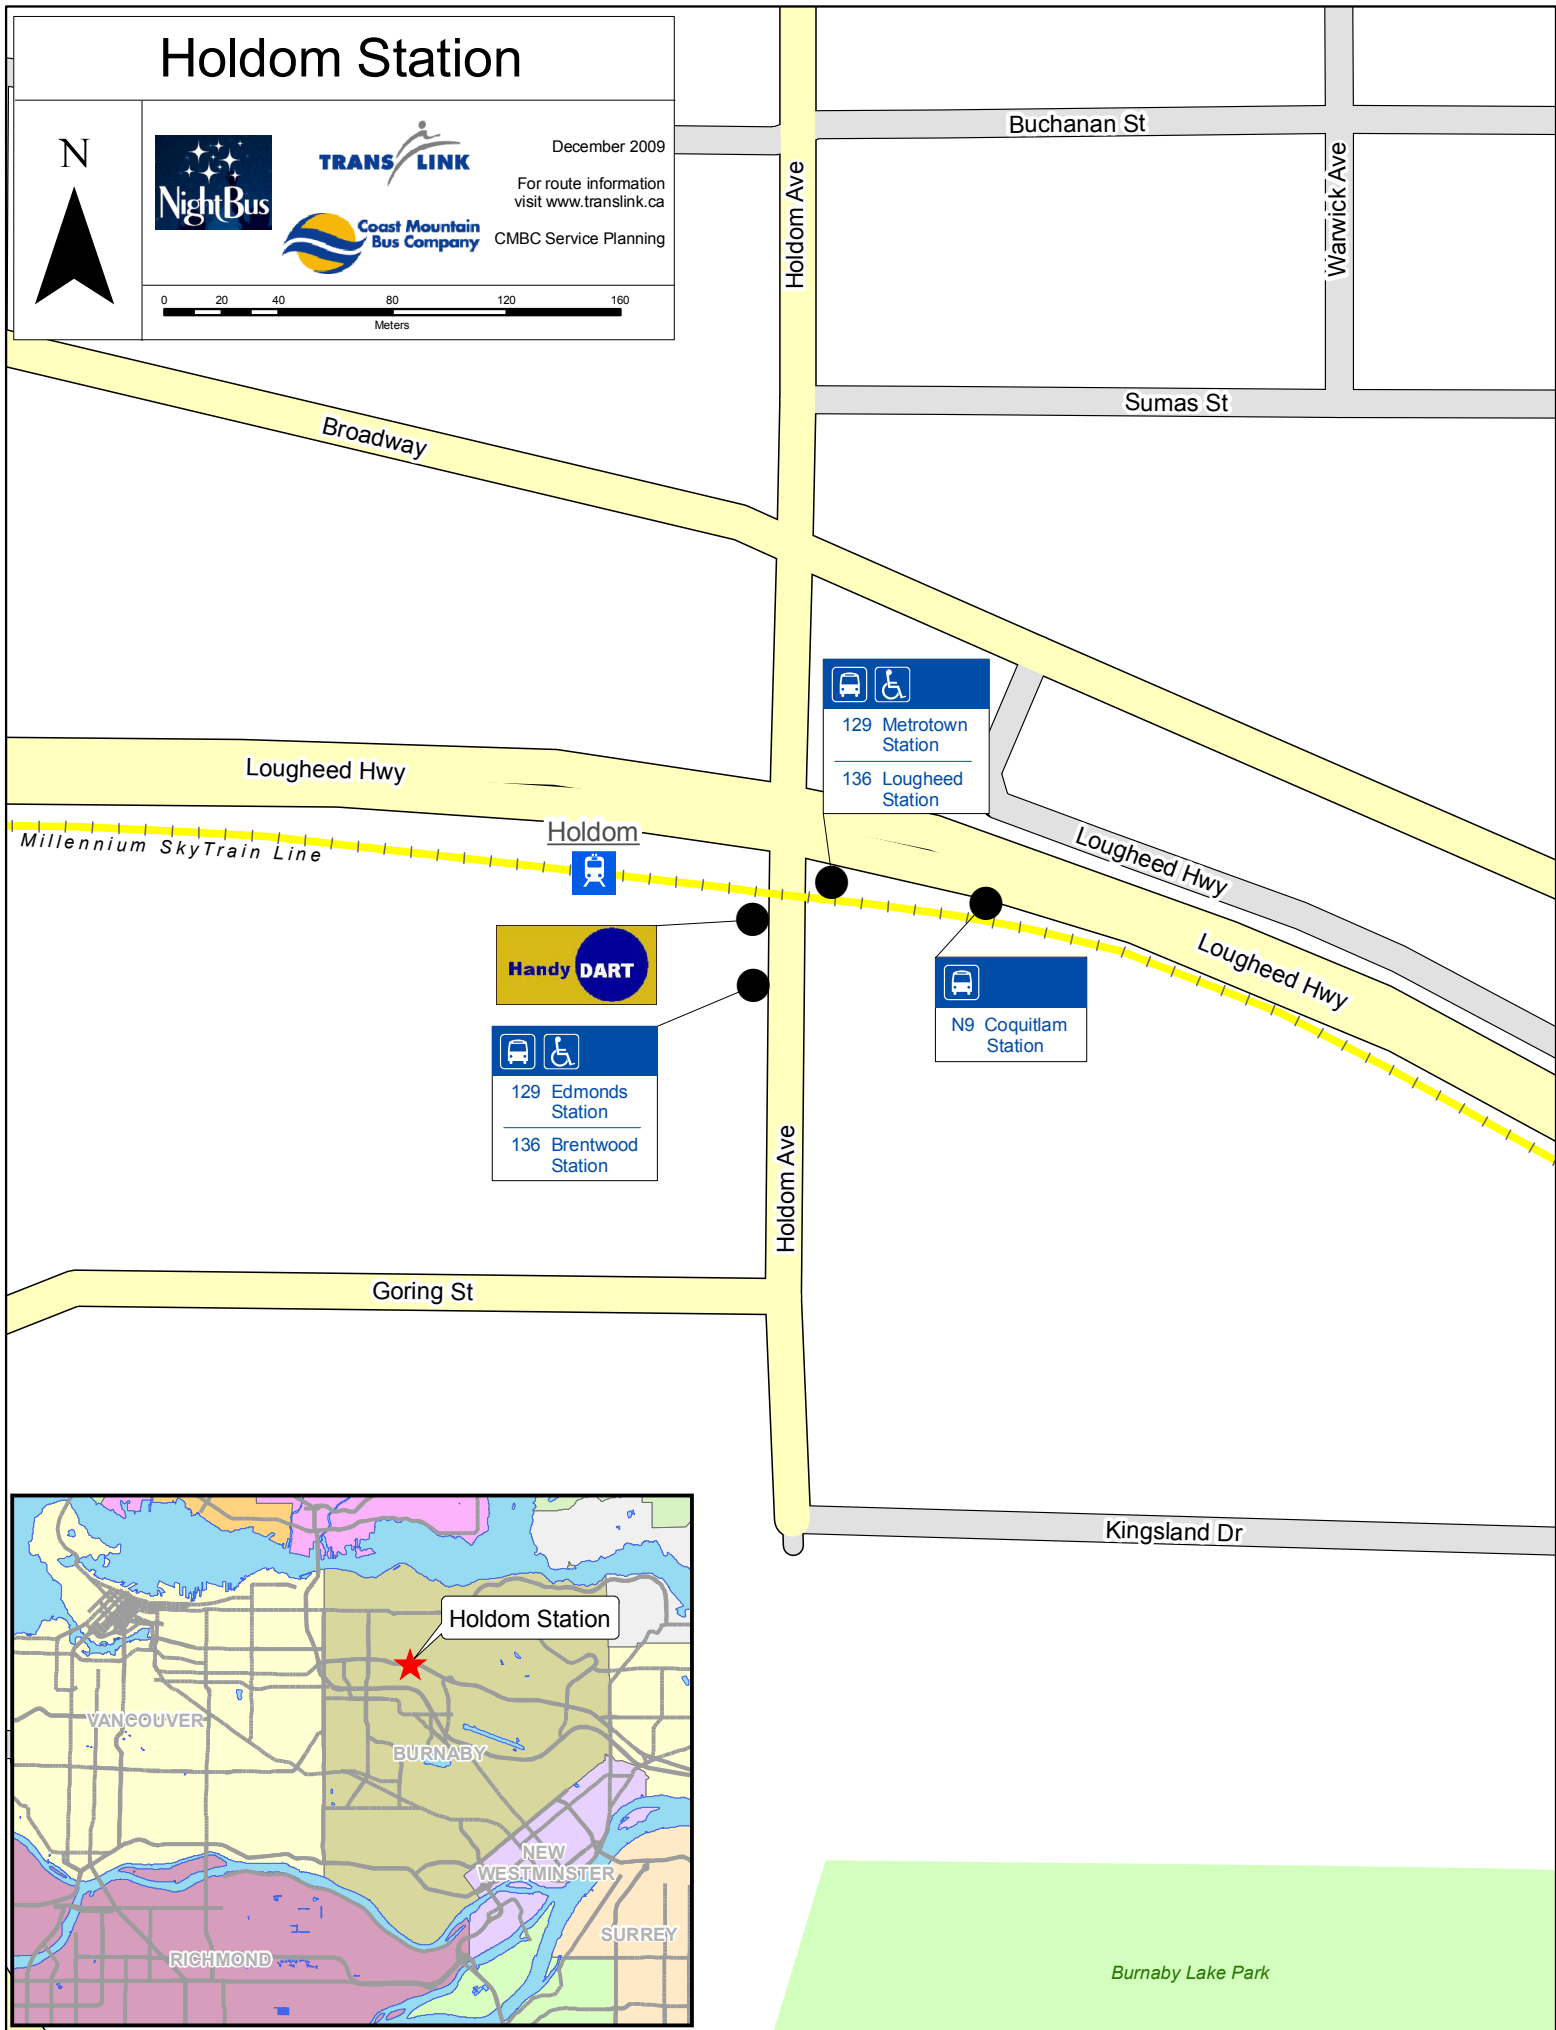 Holdom Station
N
NightBus
TRANS LINK
Coast Mountain
Bus Company
December 2009
For route information
visit www.translink.ca
CMBC Service Planning
0 20 40 80 120 160
Meters
Buchanan St
Holdom Ave
Warwick Ave
Sumas St
Broadway
129 Metrotown
Station
136 Lougheed
Station
Lougheed Hwy
Holdom
Millennium SkyTrain Line
Lougheed Hwy
Lougheed Hwy
Handy DART
N9 Coquitlam
Station
129 Edmonds
Station
136 Brentwood
Station
Holdom Ave
Goring St
Kingsland Dr
Holdom Station
VANCOUVER
BURNABY
NEW
WESTMINSTER
SURREY
RICHMOND
Burnaby Lake Park